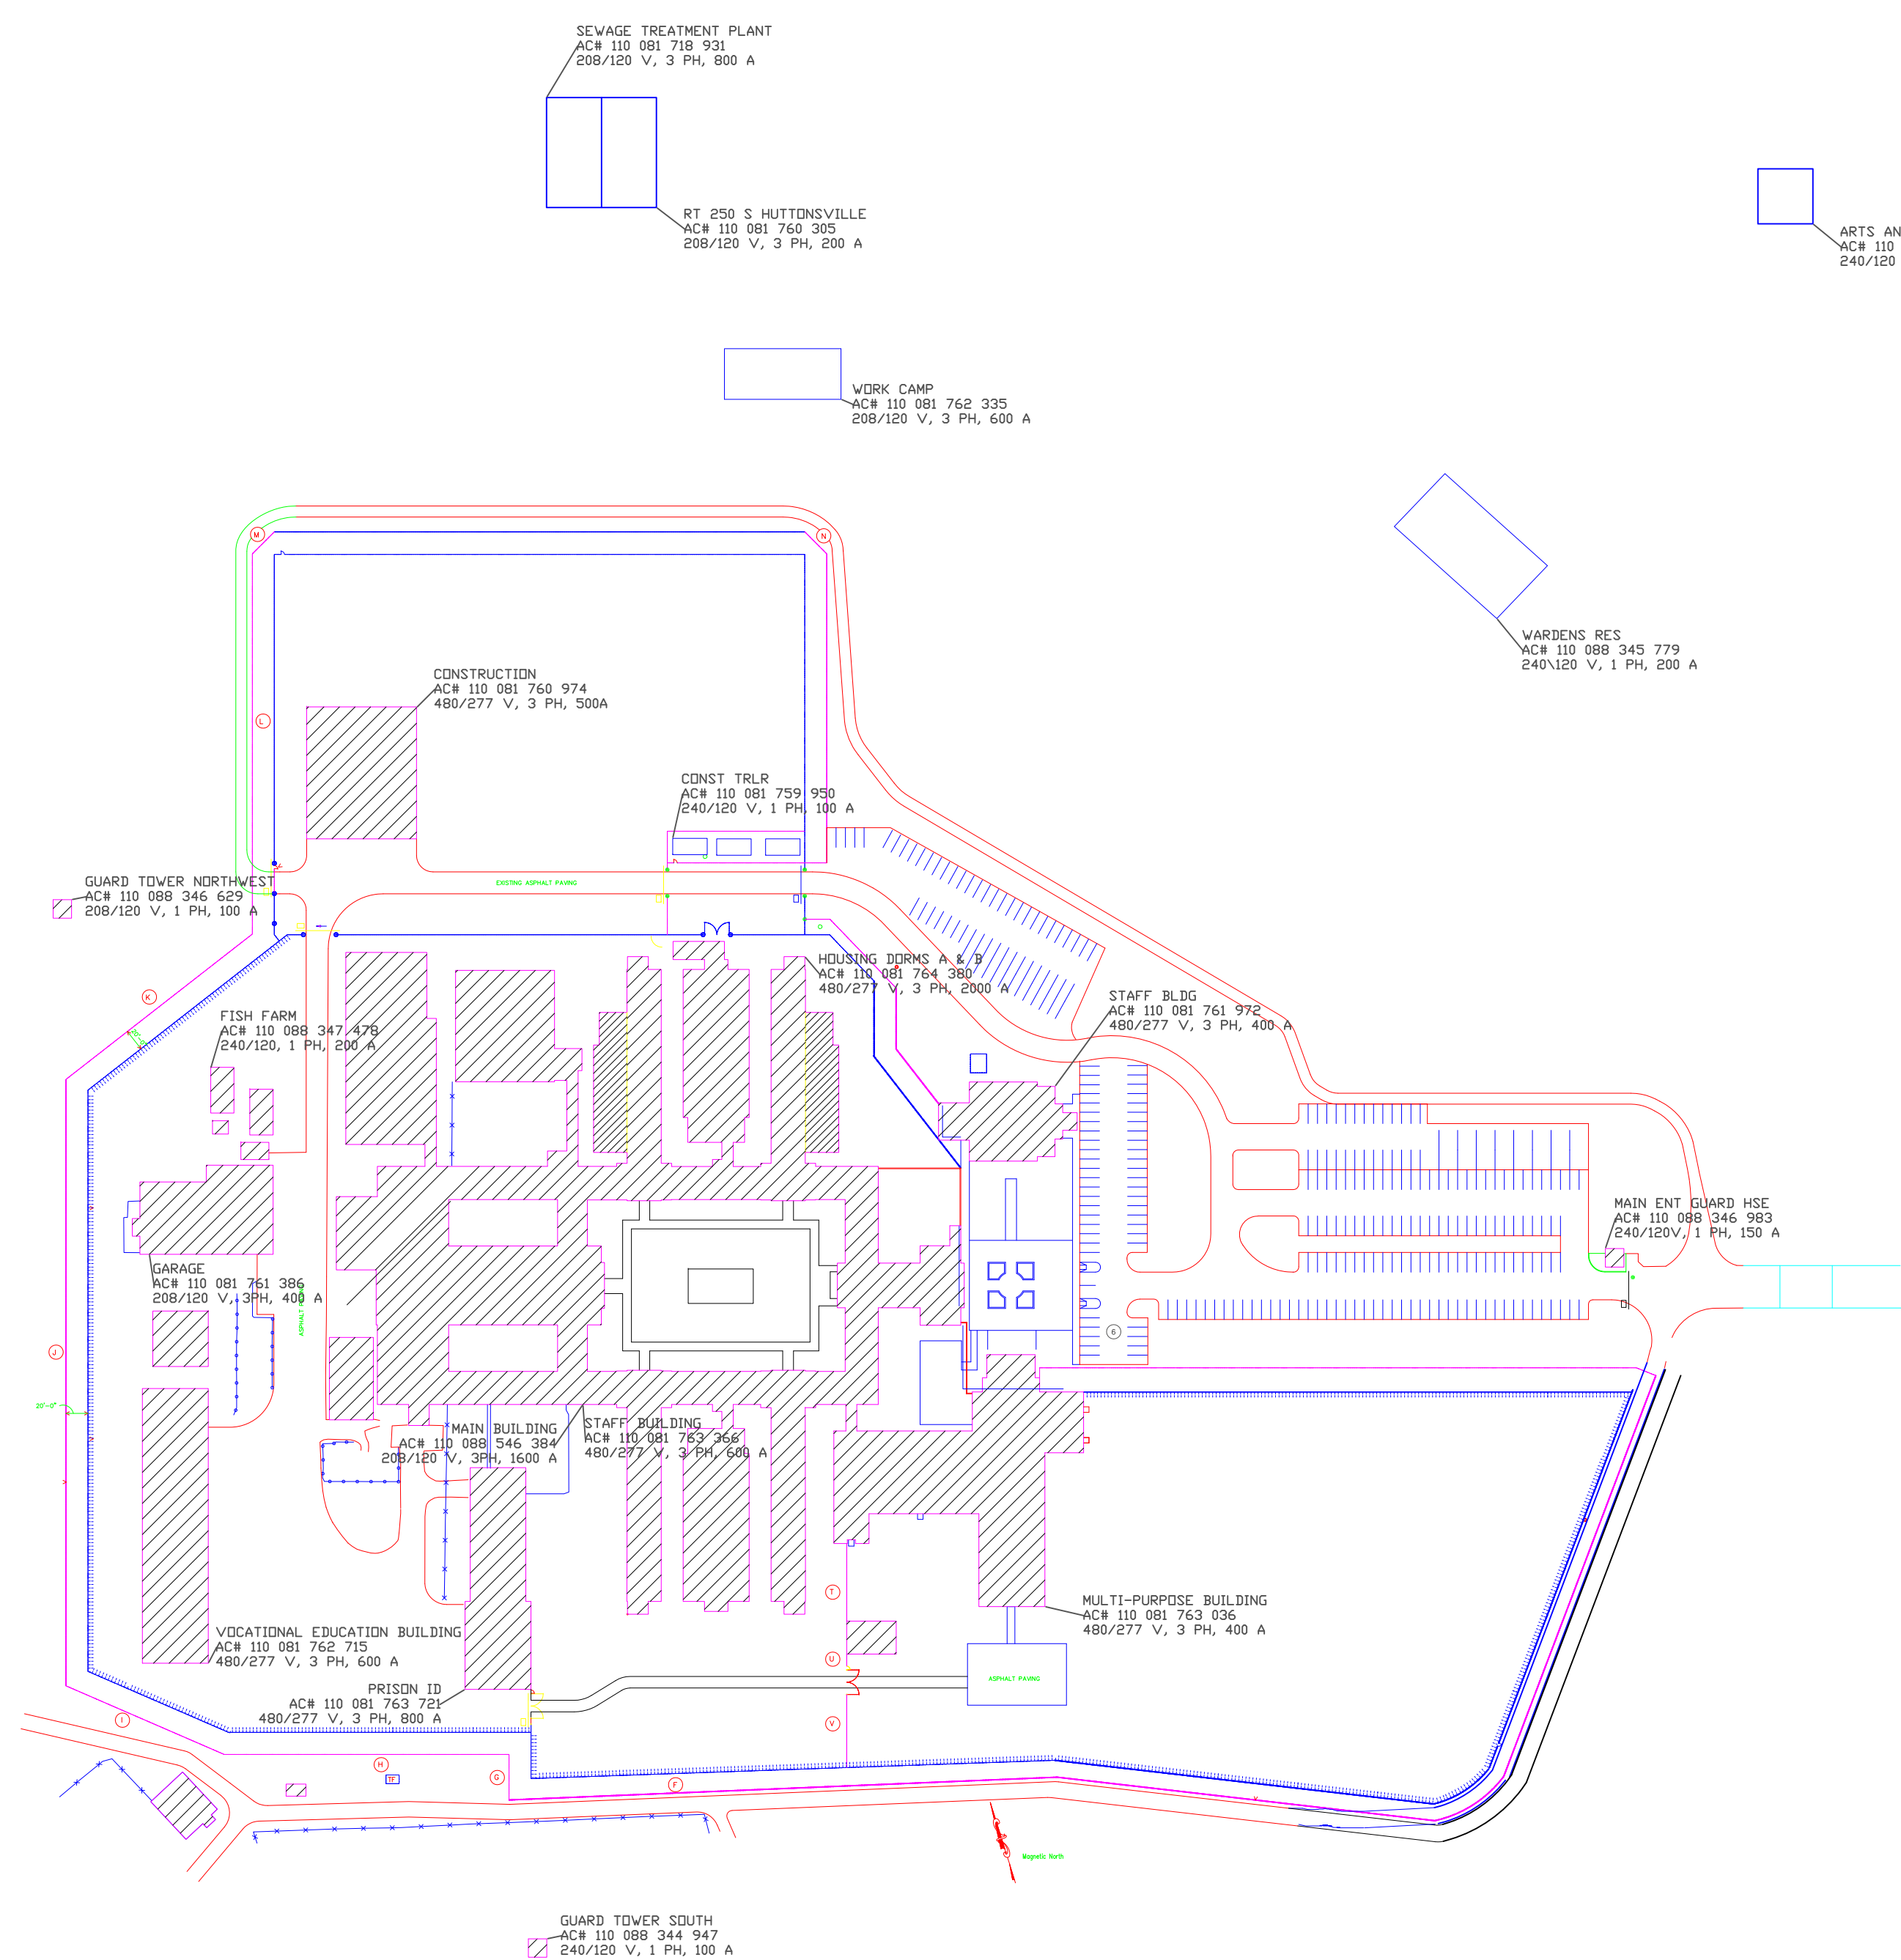 SEWAGE TREATMENT PLANT
AC# 110 081 718 931
208/120 V, 3 PH, 800 A
RT 250 S HUTTONSVILLE
AC# 110 081 760 305
208/120 V, 3 PH, 200 A
ARTS AN
AC# 110
240/120
WORK CAMP
AC# 110 081 762 335
208/120 V, 3 PH, 600 A
M
N
WARDENS RES
AC# 110 088 345 779
240\120 V, 1 PH, 200 A
CONSTRUCTION
AC# 110 081 760 974
480/277 V, 3 PH, 500A
L
CONST TRLR
AC# 110 081 759 950
240/120 V, 1 PH, 100 A
EXISTING ASPHALT PAVING
GUARD TOWER NORTHWEST
AC# 110 088 346 629
208/120 V, 1 PH, 100 A
HOUSING DORMS A & B
AC# 110 081 764 380
480/277 V, 3 PH, 2000 A
K
STAFF BLDG
AC# 110 081 761 972
480/277 V, 3 PH, 400 A
FISH FARM
AC# 110 088 347 478
240/120, 1 PH, 200 A
20'-0"
MAIN ENT GUARD HSE
AC# 110 088 346 983
240/120V, 1 PH, 150 A
GARAGE
AC# 110 081 761 386
208/120 V, 3PH, 400 A
ASPHALT PAVING
6
J
20'-0"
MAIN BUILDING
AC# 110 088 546 384
208/120 V, 3PH, 1600 A
STAFF BUILDING
AC# 110 081 763 366
480/277 V, 3 PH, 600 A
T
MULTI-PURPOSE BUILDING
AC# 110 081 763 036
480/277 V, 3 PH, 400 A
VOCATIONAL EDUCATION BUILDING
AC# 110 081 762 715
480/277 V, 3 PH, 600 A
U
ASPHALT PAVING
PRISON ID
AC# 110 081 763 721
480/277 V, 3 PH, 800 A
I
V
H
TF
G
F
Magnetic North
GUARD TOWER SOUTH
AC# 110 088 344 947
240/120 V, 1 PH, 100 A